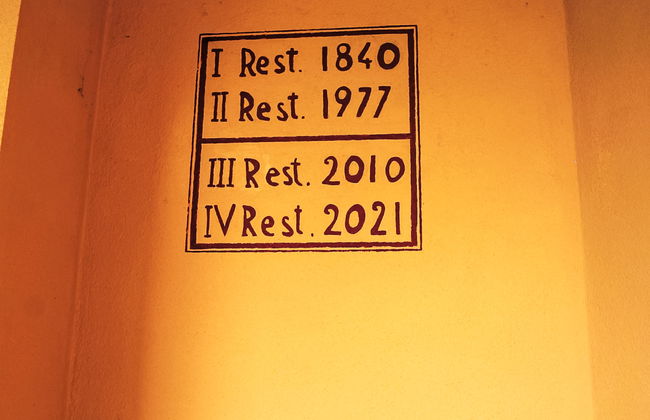 I Rest. 1840
II Rest. 1977
III Rest. 2010
IV Rest. 2021